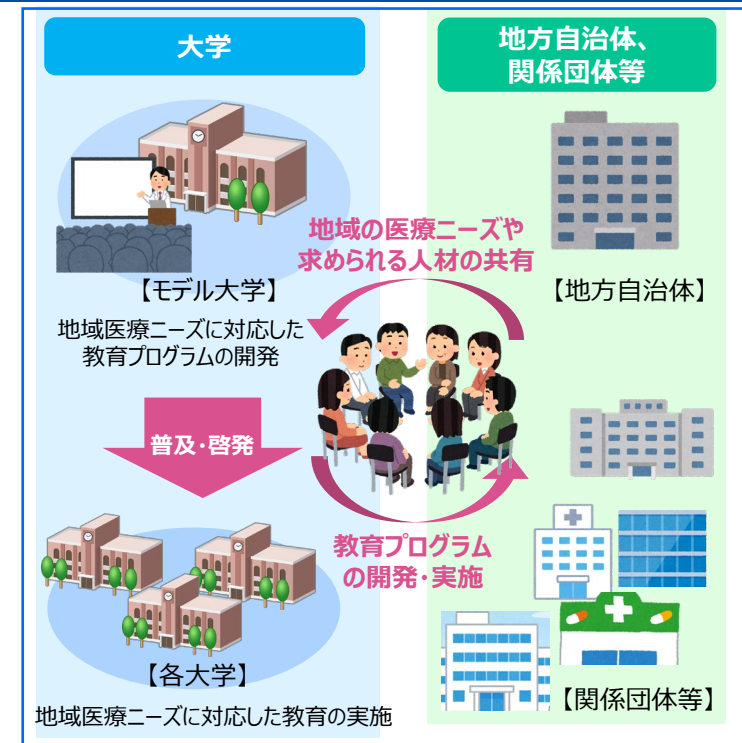 大学
地方自治体、
関係団体等
地域の医療ニーズや
求められる人材の共有
【モデル大学】
地域医療ニーズに対応した
教育プログラムの開発
【地方自治体】
普及・啓発
教育プログラム
の開発・実施
【各大学】
地域医療ニーズに対応した教育の実施
【関係団体等】